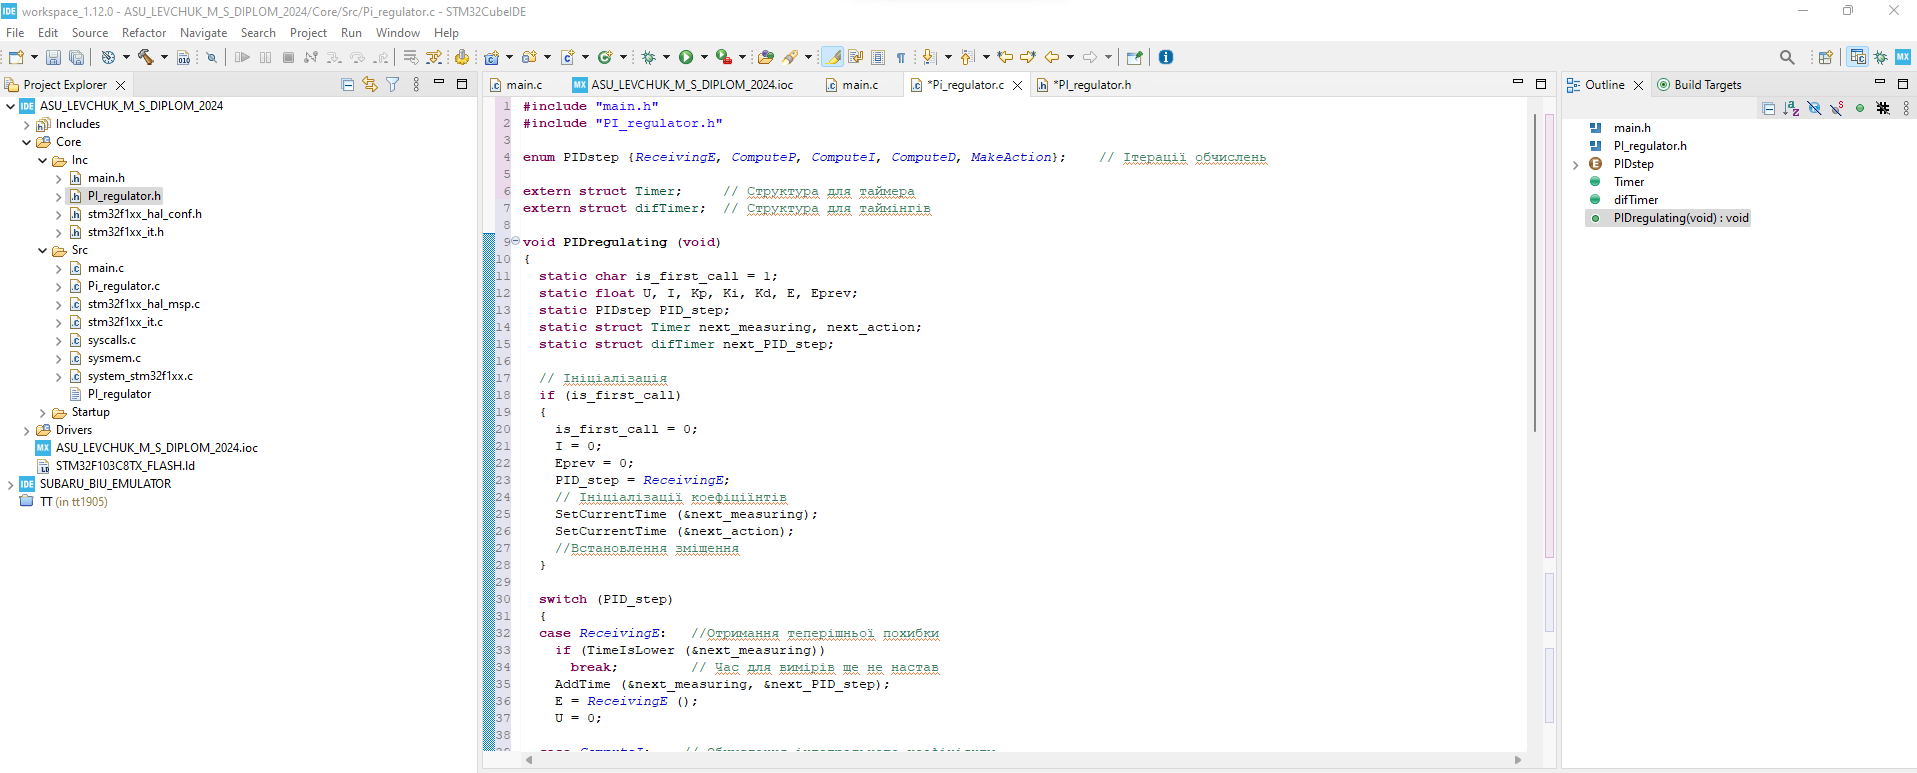 workspace_1.12.0 - ASU_LEVCHUK_M_S_DIPLOM_2024/Core/Src/Pi_regulator.c - STM32CubeIDE
File Edit Source Refactor Navigate Search Project Run Window Help
Project Explorer
ASU_LEVCHUK_M_S_DIPLOM_2024
Includes
Core
Inc
main.h
PI_regulator.h
stm32f1xx_hal_conf.h
stm32f1xx_it.h
Src
main.c
Pi_regulator.c
stm32f1xx_hal_msp.c
stm32f1xx_it.c
syscalls.c
sysmem.c
system_stm32f1xx.c
PI_regulator
Startup
Drivers
ASU_LEVCHUK_M_S_DIPLOM_2024.ioc
STM32F103C8TX_FLASH.ld
SUBARU_BIU_EMULATOR
TT (in tt1905)
main.c ASU_LEVCHUK_M_S_DIPLOM_2024.ioc main.c *Pi_regulator.c *PI_regulator.h
1 #include "main.h"
2 #include "PI_regulator.h"
3
4 enum PIDstep {ReceivingE, ComputeP, ComputeI, ComputeD, MakeAction}; // Ітерації обчислень
5
6 extern struct Timer; // Структура для таймера
7 extern struct difTimer; // Структура для таймінгів
8
9 void PIDregulating (void)
10 {
11 static char is_first_call = 1;
12 static float U, I, Kp, Ki, Kd, E, Eprev;
13 static PIDstep PID_step;
14 static struct Timer next_measuring, next_action;
15 static struct difTimer next_PID_step;
16
17 // Ініціалізація
18 if (is_first_call)
19 {
20 is_first_call = 0;
21 I = 0;
22 Eprev = 0;
23 PID_step = ReceivingE;
24 // Ініціалізації коефіціїнтів
25 SetCurrentTime (&next_measuring);
26 SetCurrentTime (&next_action);
27 //Встановлення зміщення
28 }
29
30 switch (PID_step)
31 {
32 case ReceivingE: //Отримання теперішньої похибки
33 if (TimeIsLower (&next_measuring))
34 break; // Час для вимірів ще не настав
35 AddTime (&next_measuring, &next_PID_step);
36 E = ReceivingE ();
37 U = 0;
38
39 case ComputeI:
Outline Build Targets
main.h
PI_regulator.h
PIDstep
Timer
difTimer
PIDregulating(void) : void